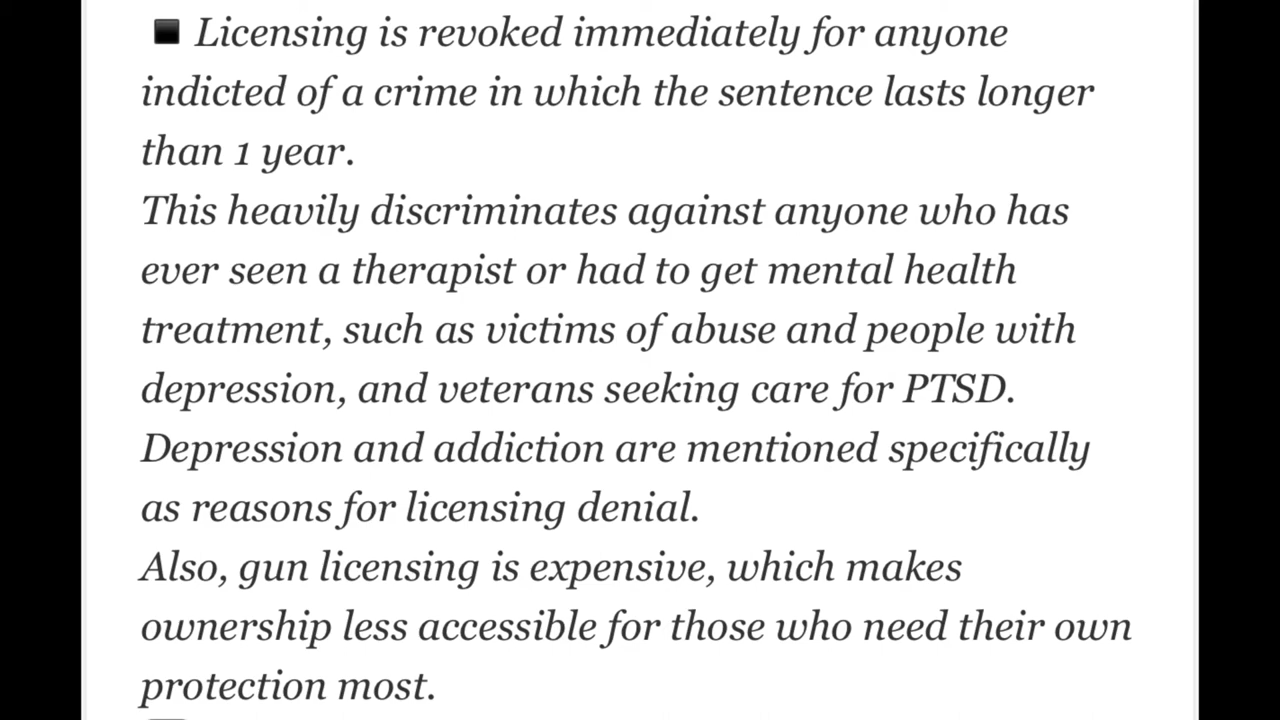 ▪ Licensing is revoked immediately for anyone
indicted of a crime in which the sentence lasts longer
than 1 year.
This heavily discriminates against anyone who has
ever seen a therapist or had to get mental health
treatment, such as victims of abuse and people with
depression, and veterans seeking care for PTSD.
Depression and addiction are mentioned specifically
as reasons for licensing denial.
Also, gun licensing is expensive, which makes
ownership less accessible for those who need their own
protection most.